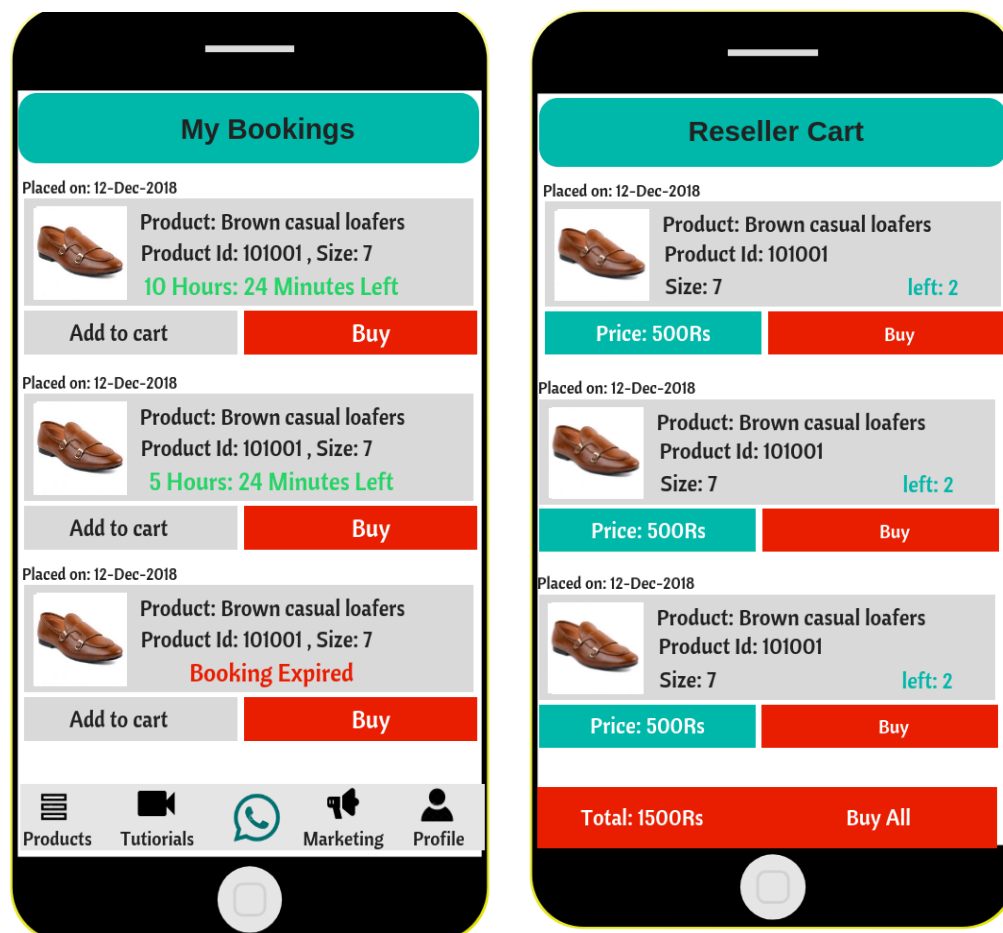 My Bookings
Placed on: 12-Dec-2018
Product: Brown casual loafers
Product Id: 101001 , Size: 7
10 Hours: 24 Minutes Left
Add to cart
Buy
Placed on: 12-Dec-2018
Product: Brown casual loafers
Product Id: 101001 , Size: 7
5 Hours: 24 Minutes Left
Add to cart
Buy
Placed on: 12-Dec-2018
Product: Brown casual loafers
Product Id: 101001 , Size: 7
Booking Expired
Add to cart
Buy
Products
Tutiorials
Marketing
Profile
Reseller Cart
Placed on: 12-Dec-2018
Product: Brown casual loafers
Product Id: 101001
Size: 7
left: 2
Price: 500Rs
Buy
Placed on: 12-Dec-2018
Product: Brown casual loafers
Product Id: 101001
Size: 7
left: 2
Price: 500Rs
Buy
Placed on: 12-Dec-2018
Product: Brown casual loafers
Product Id: 101001
Size: 7
left: 2
Price: 500Rs
Buy
Total: 1500Rs
Buy All